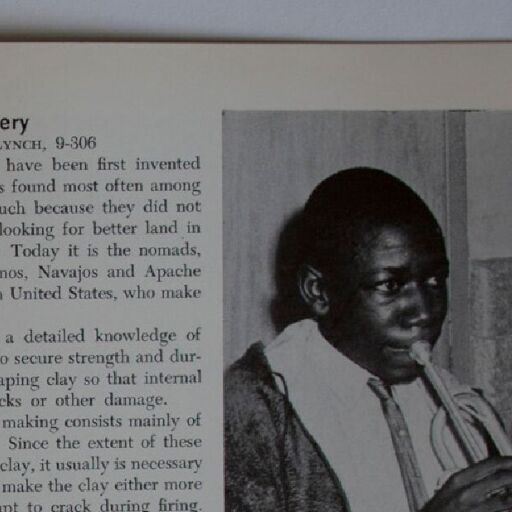 ery
LYNCH, 9-306
have been first invented
s found most often among
uch because they did not
looking for better land in
Today it is the nomads,
nos, Navajos and Apache
United States, who make
a detailed knowledge of
o secure strength and dur-
aping clay so that internal
cks or other damage.
making consists mainly of
Since the extent of these
clay, it usually is necessary
make the clay either more
pt to crack during firing.